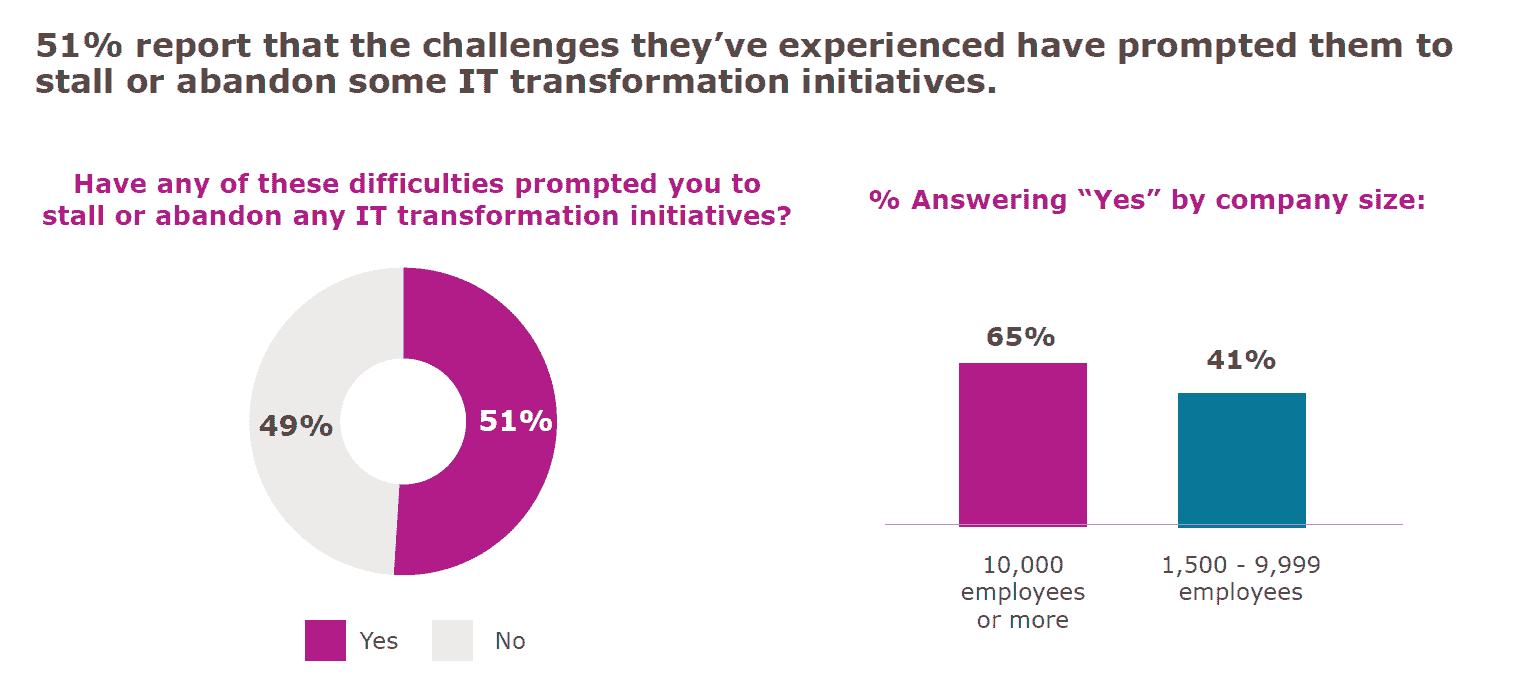 51% report that the challenges they’ve experienced have prompted them to
stall or abandon some IT transformation initiatives.
Have any of these difficulties prompted you to
stall or abandon any IT transformation initiatives?
49%
51%
Yes
No
% Answering “Yes” by company size:
65%
41%
10,000
employees
or more
1,500 - 9,999
employees